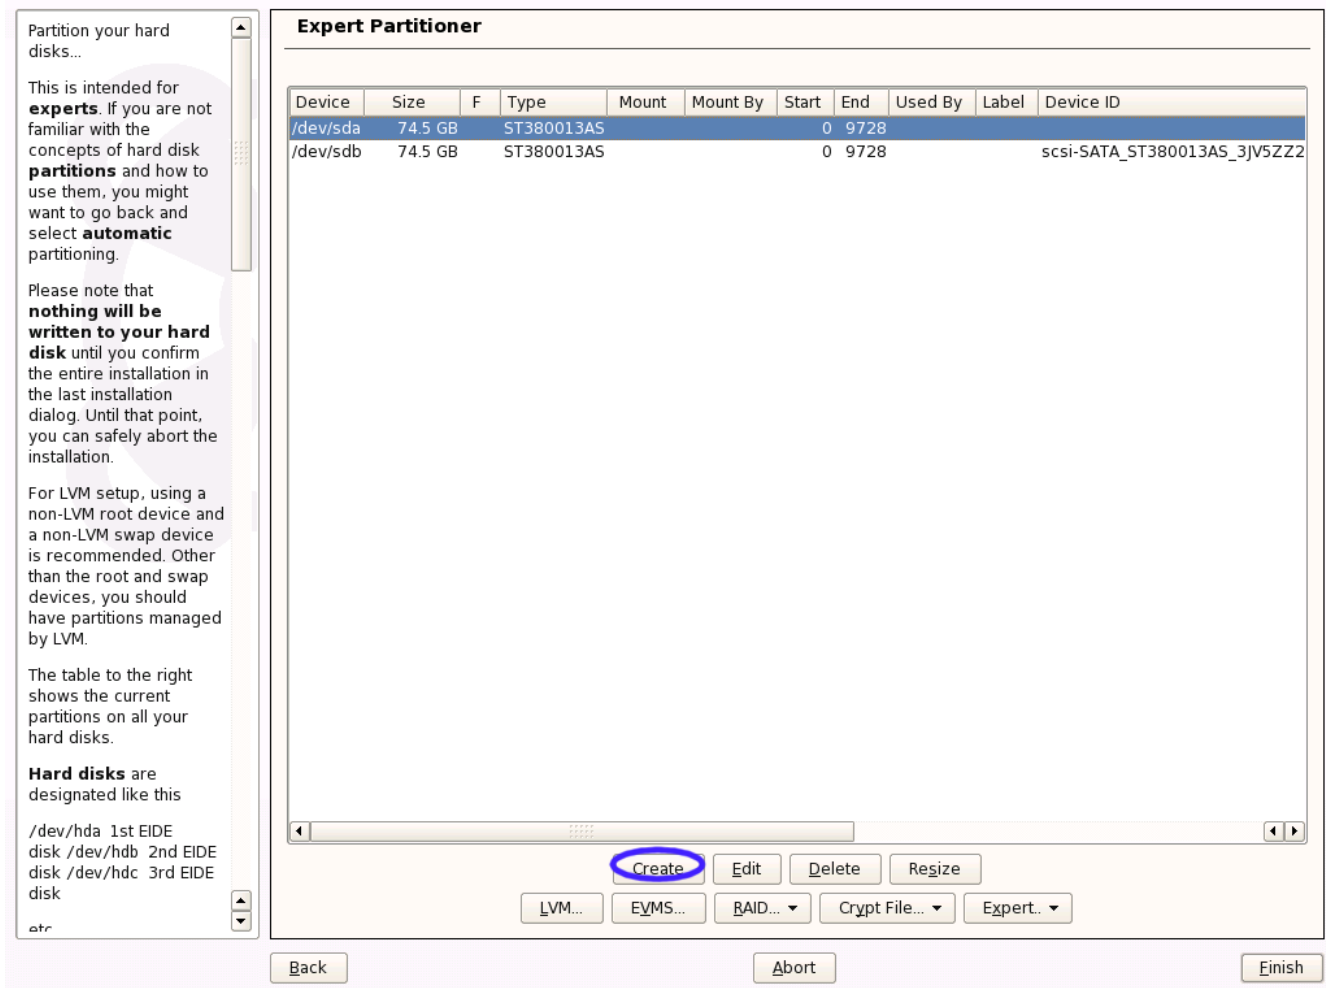 Partition your hard
disks...
This is intended for
experts. If you are not
familiar with the
concepts of hard disk
partitions and how to
use them, you might
want to go back and
select automatic
partitioning.
Please note that
nothing will be
written to your hard
disk until you confirm
the entire installation in
the last installation
dialog. Until that point,
you can safely abort the
installation.
For LVM setup, using a
non-LVM root device and
a non-LVM swap device
is recommended. Other
than the root and swap
devices, you should
have partitions managed
by LVM.
The table to the right
shows the current
partitions on all your
hard disks.
Hard disks are
designated like this
/dev/hda 1st EIDE
disk /dev/hdb 2nd EIDE
disk /dev/hdc 3rd EIDE
disk
etc
Expert Partitioner
Device Size F Type Mount Mount By Start End Used By Label Device ID
/dev/sda 74.5 GB ST380013AS 0 9728
/dev/sdb 74.5 GB ST380013AS 0 9728 scsi-SATA_ST380013AS_3JV5ZZ2
Create Edit Delete Resize
LVM... EVMS... RAID... Crypt File... Expert..
Back Abort Finish